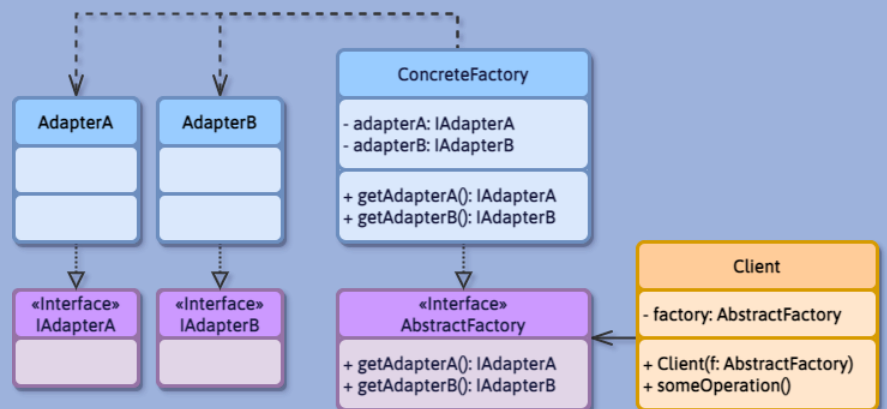 ConcreteFactory
- adapterA: IAdapterA
- adapterB: IAdapterB
+ getAdapterA(): IAdapterA
+ getAdapterB(): IAdapterB
AdapterA
AdapterB
«Interface»
IAdapterA
«Interface»
IAdapterB
«Interface»
AbstractFactory
+ getAdapterA(): IAdapterA
+ getAdapterB(): IAdapterB
Client
- factory: AbstractFactory
+ Client(f: AbstractFactory)
+ someOperation()